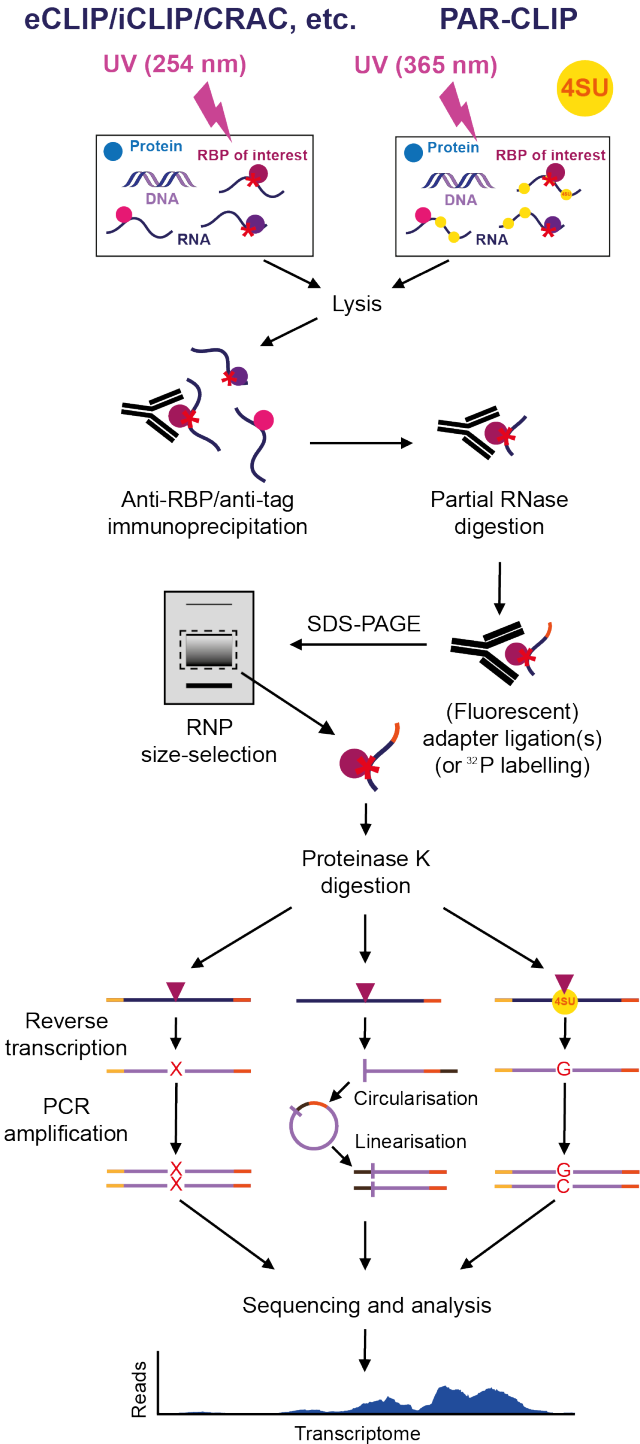 eCLIP/iCLIP/CRAC, etc.
PAR-CLIP
UV (254 nm)
UV (365 nm)
4SU
Protein
RBP of interest
DNA
RNA
Protein
RBP of interest
DNA
4SU
RNA
Lysis
Anti-RBP/anti-tag
immunoprecipitation
Partial RNase
digestion
SDS-PAGE
RNP
size-selection
(Fluorescent)
adapter ligation(s)
(or ³²P labelling)
Proteinase K
digestion
4SU
Reverse
transcription
X
G
PCR
amplification
Circularisation
Linearisation
X
X
G
C
Sequencing and analysis
Reads
Transcriptome